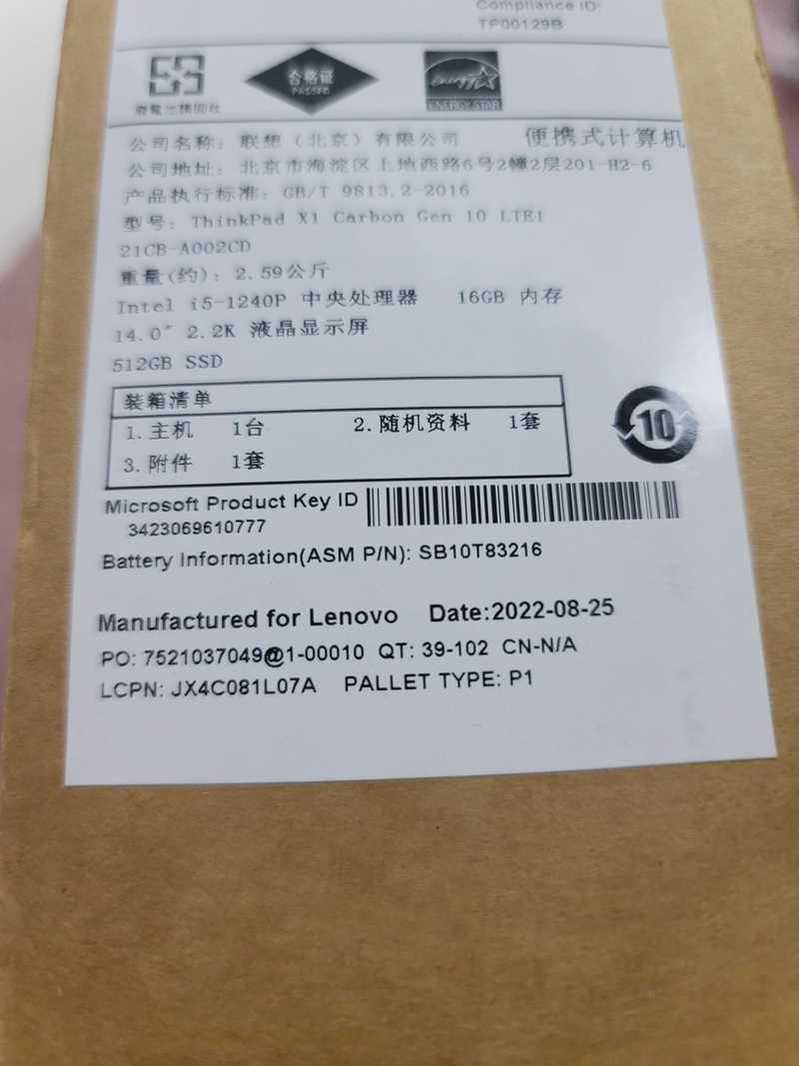 Compliance ID:
TP00129B
合格证
PASSED
ENERGY STAR
公司名称: 联想（北京）有限公司 便携式计算机
公司地址: 北京市海淀区上地西路6号2幢2层201-H2-6
产品执行标准: GB/T 9813.2-2016
型号: ThinkPad X1 Carbon Gen 10 LTE1
21CB-A002CD
重量(约): 2.59公斤
Intel i5-1240P 中央处理器 16GB 内存
14.0" 2.2K 液晶显示屏
512GB SSD
装箱清单
1.主机 1台 2.随机资料 1套
3.附件 1套
10
Microsoft Product Key ID
3423069610777
Battery Information(ASM P/N): SB10T83216
Manufactured for Lenovo Date:2022-08-25
PO: 7521037049@1-00010 QT: 39-102 CN-N/A
LCPN: JX4C081L07A PALLET TYPE: P1